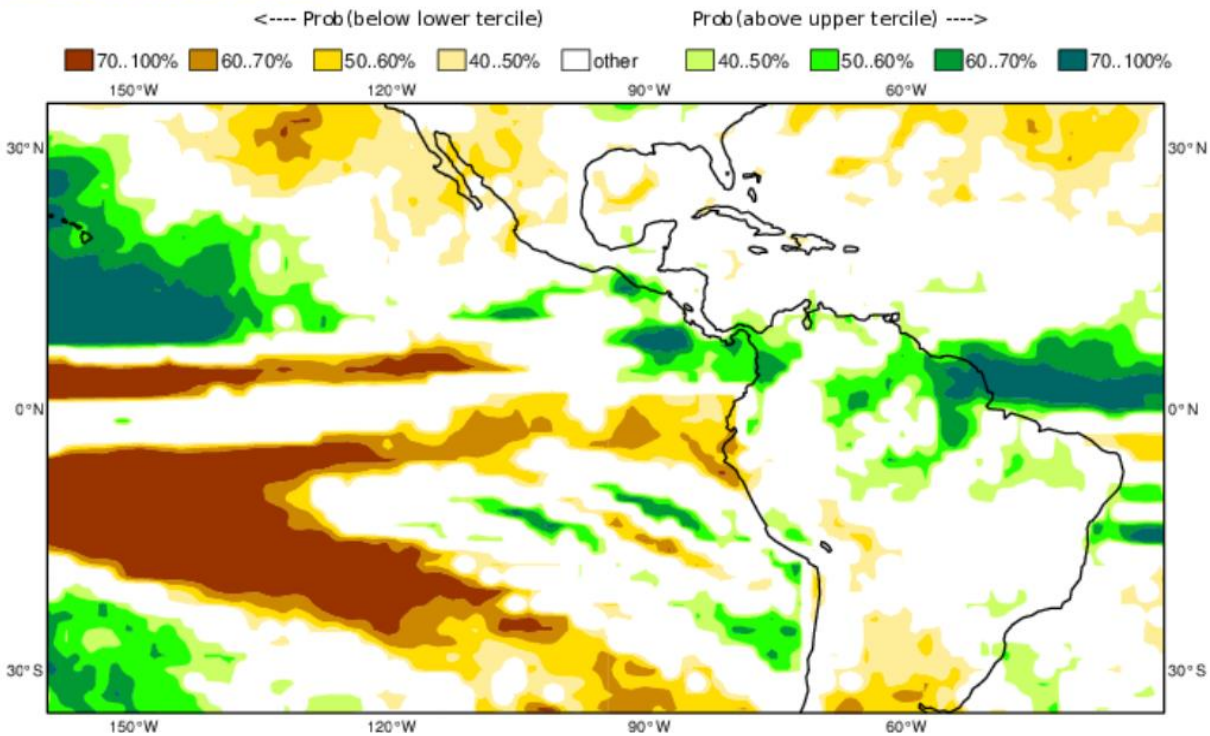 <---- Prob(below lower tercile) Prob(above upper tercile) ---->
70..100% 60..70% 50..60% 40..50% other 40..50% 50..60% 60..70% 70..100%
150°W 120°W 90°W 60°W
30°N 30°N
0°N 0°N
30°S 30°S
150°W 120°W 90°W 60°W